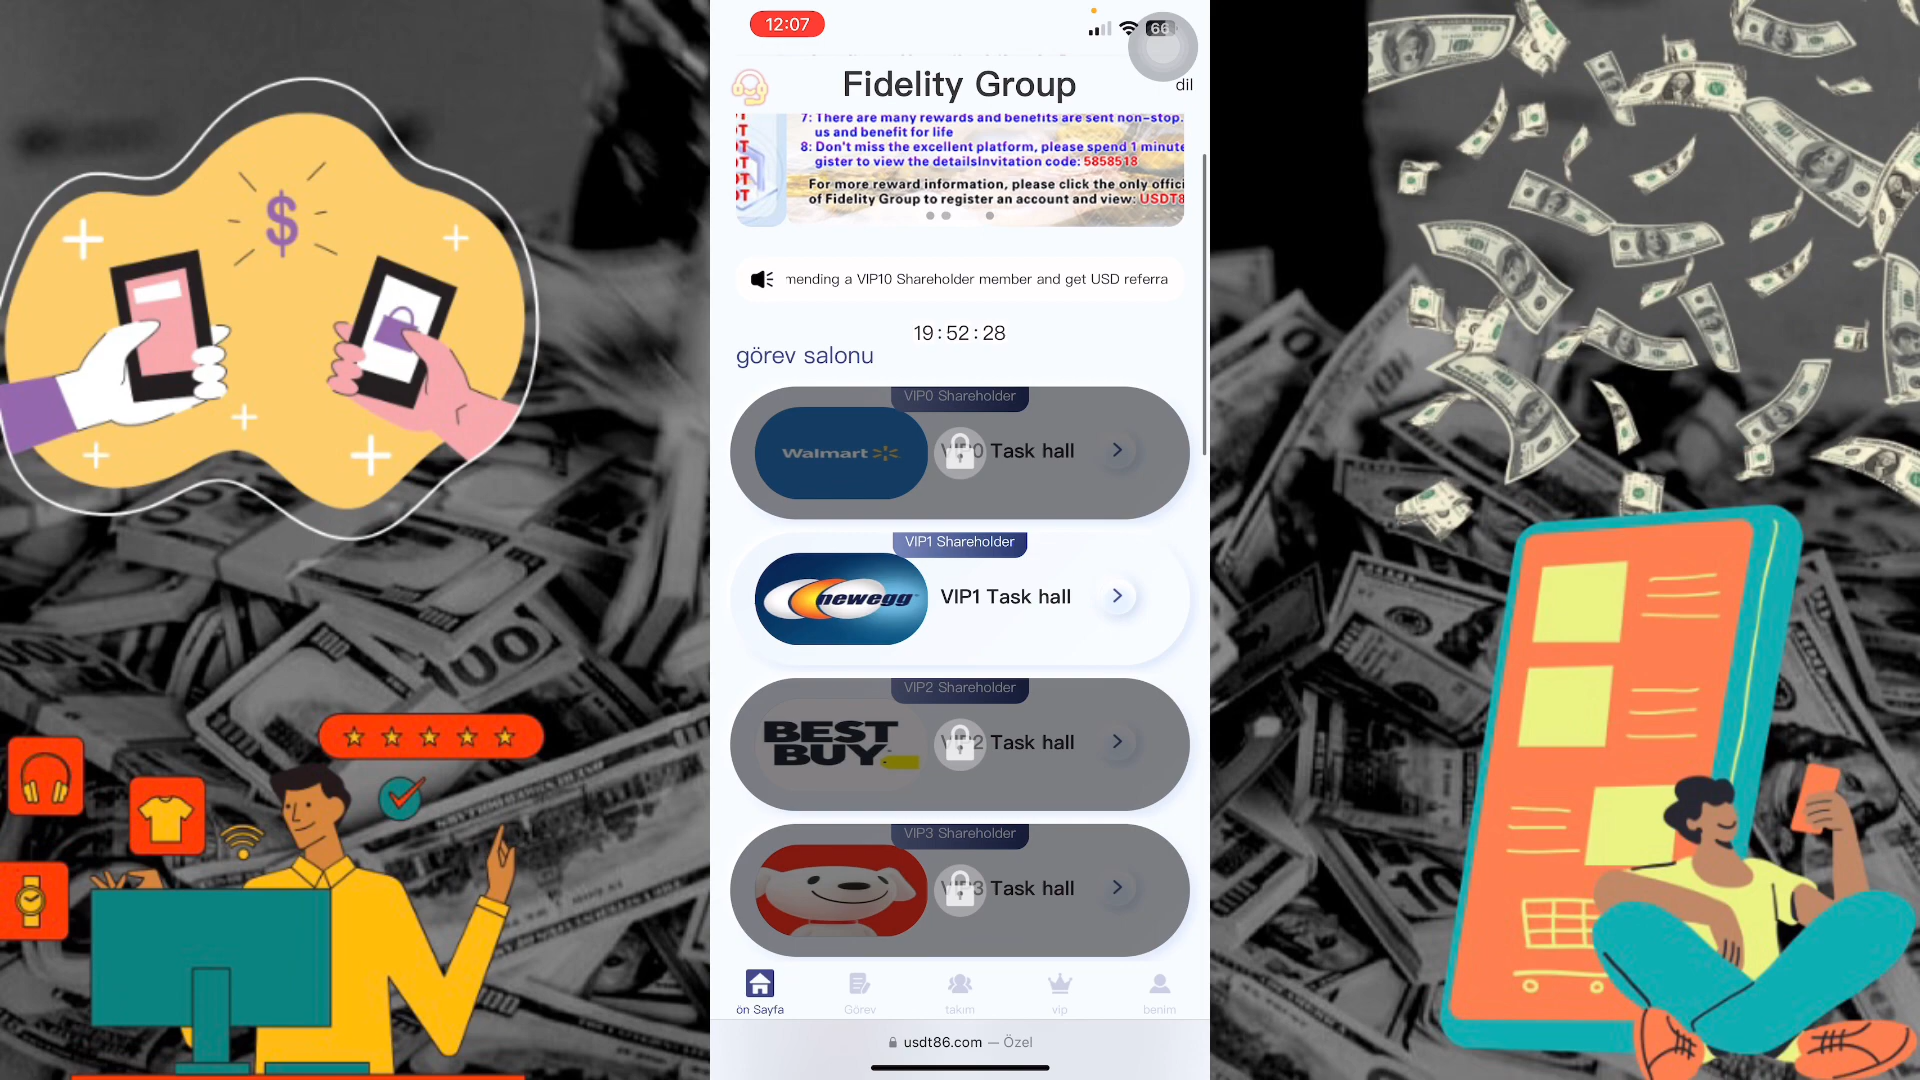 12:07
66
Fidelity Group
dil
7: There are many rewards and benefits are sent non-stop.
us and benefit for life
8: Don't miss the excellent platform, please spend 1 minute
gister to view the detailsInvitation code: 5858518
For more reward information, please click the only offici
of Fidelity Group to register an account and view: USDT8
mending a VIP10 Shareholder member and get USD referra
19:52:28
görev salonu
VIP0 Shareholder
Walmart
VIP0 Task hall
VIP1 Shareholder
newegg
VIP1 Task hall
VIP2 Shareholder
BEST BUY
VIP2 Task hall
VIP3 Shareholder
VIP3 Task hall
ön Sayfa
Görev
takım
vip
benim
usdt86.com — Özel